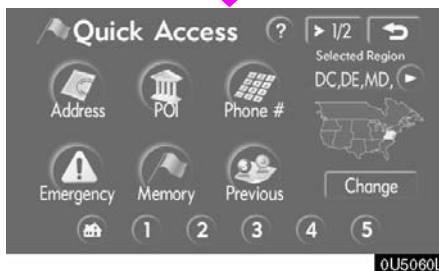 Quick Access ? > 1/2
Selected Region
DC,DE,MD,
Address POI Phone #
Emergency Memory Previous
Change
1 2 3 4 5
0U5060L